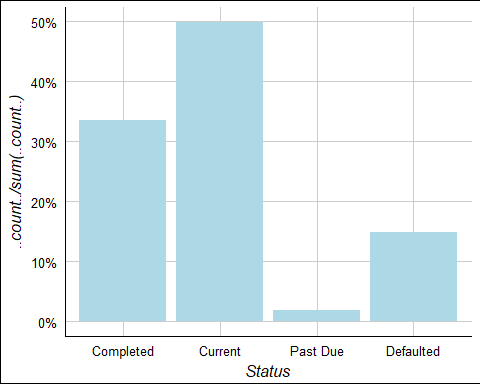 50%
40%
30%
20%
10%
0%
..count../sum(..count..)
Completed Current Past Due Defaulted
Status